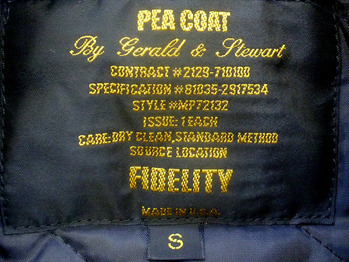 PEA COAT
By Gerald & Stewart
CONTRACT #2129-710100
SPECIFICATION #81035-2917534
STYLE #MP72132
ISSUE: 1 EACH
CARE: DRY CLEAN, STANDARD METHOD
SOURCE LOCATION
FIDELITY
MADE IN U.S.A.
S